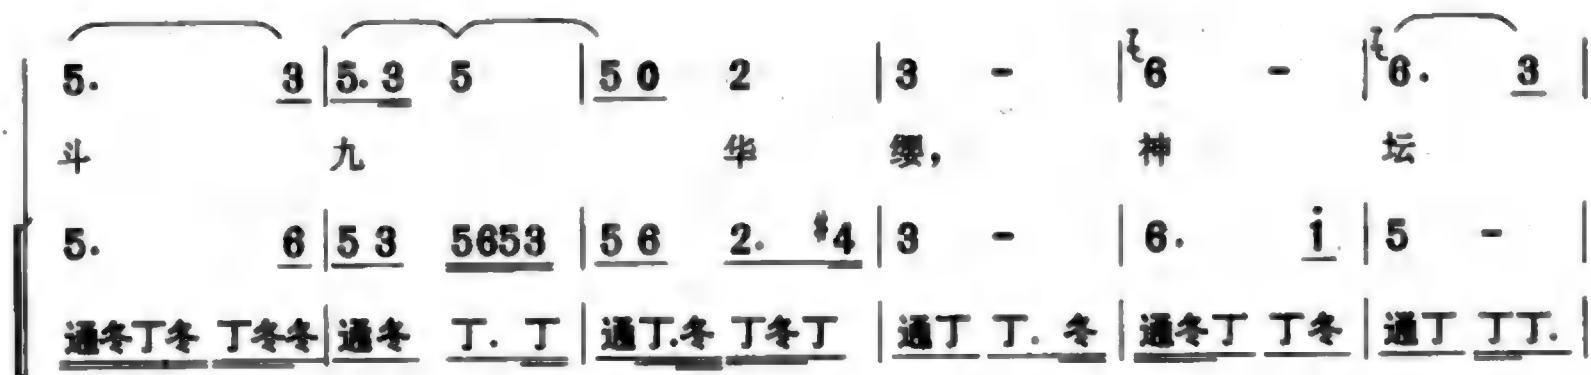 5. 3 | 5.3 5 | 5 0 2 | 3 - | 6 - | 6. 3 |
斗 九 华 缨， 神 坛
5. 6 | 5 3 5653 | 5 6 2. #4 | 3 - | 6. i | 5 - |
通冬丁冬 丁冬冬 | 通冬 丁. 丁 | 通丁.冬 丁冬丁 | 通丁 丁. 冬 | 通冬丁 丁冬 | 通丁 丁丁. |